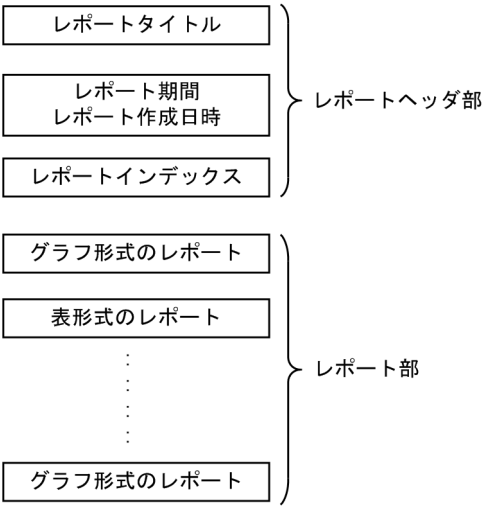 レポートタイトル
レポート期間
レポート作成日時
レポートインデックス
レポートヘッダ部
グラフ形式のレポート
表形式のレポート
グラフ形式のレポート
レポート部